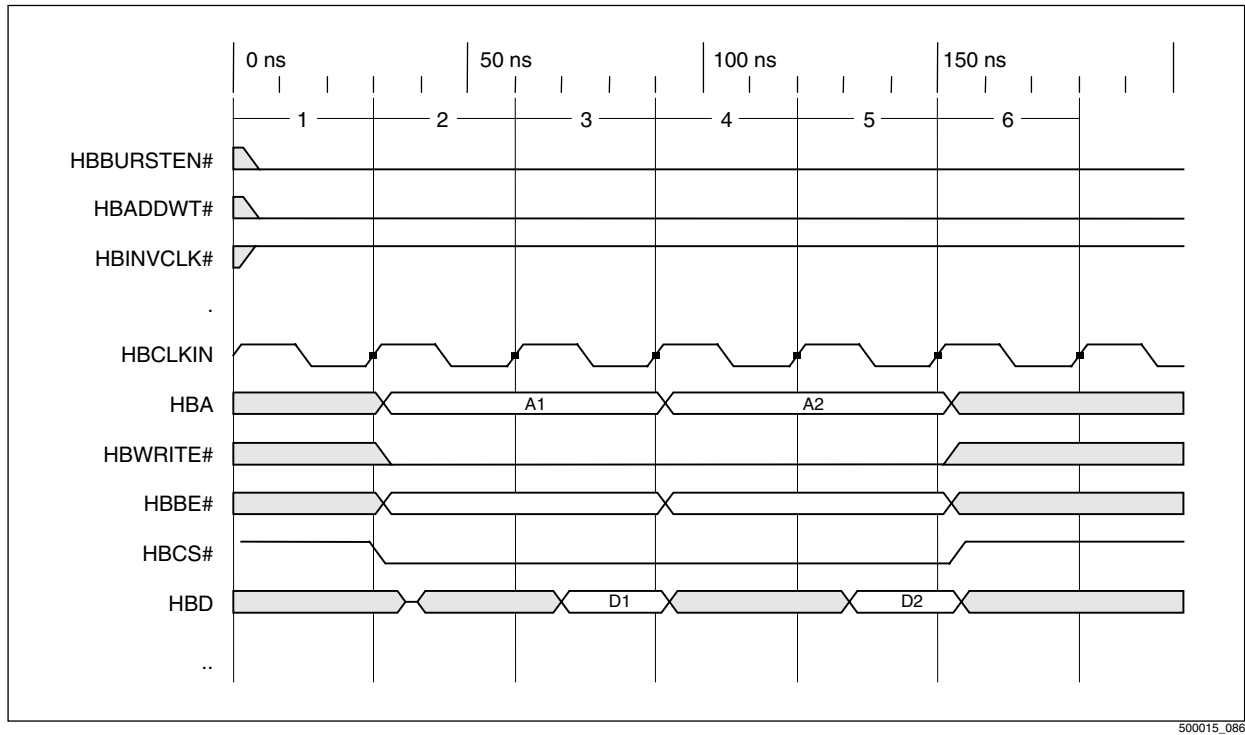 0 ns 50 ns 100 ns 150 ns
1 2 3 4 5 6
HBBURSTEN#
HBADDWT#
HBINVCLK#
.
HBCLKIN
HBA A1 A2
HBWRITE#
HBBE#
HBCS#
HBD D1 D2
..
500015_086